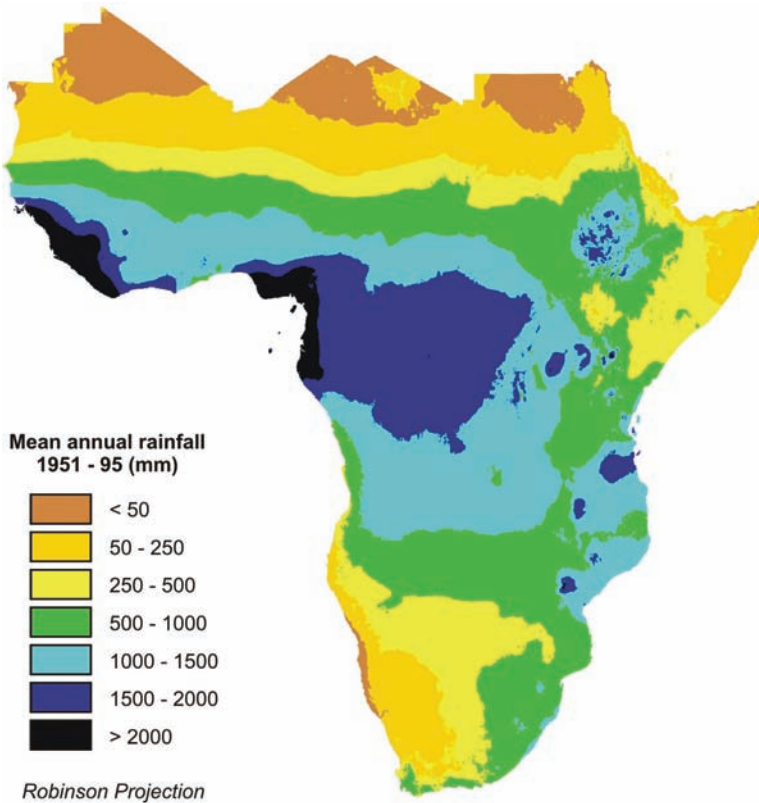 Mean annual rainfall
1951 - 95 (mm)
< 50
50 - 250
250 - 500
500 - 1000
1000 - 1500
1500 - 2000
> 2000
Robinson Projection